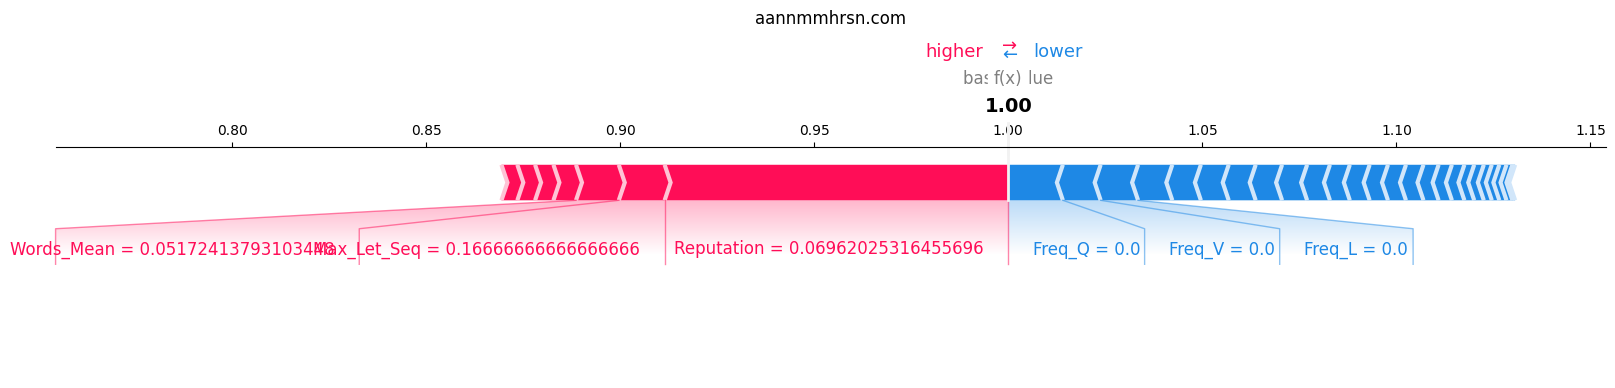 aannmmhrsn.com
higher → ← lower
bas f(x) lue
1.00
0.80 0.85 0.90 0.95 1.00 1.05 1.10 1.15
Words_Mean = 0.05172413793103448 Max_Let_Seq = 0.16666666666666666 Reputation = 0.06962025316455696 Freq_Q = 0.0 Freq_V = 0.0 Freq_L = 0.0